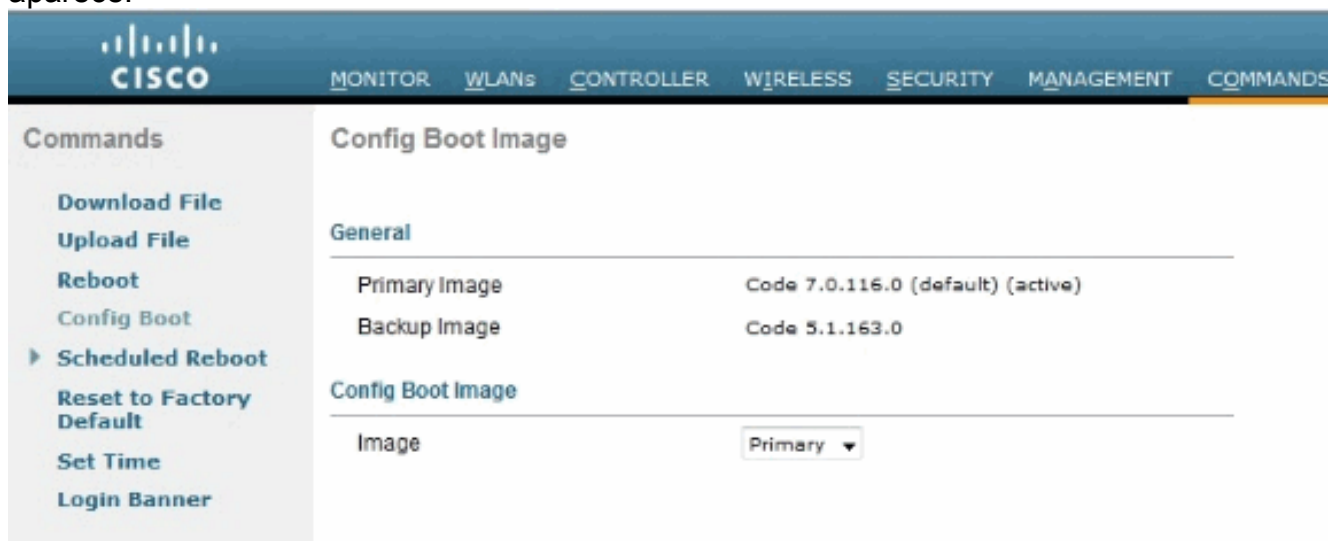 aparece:
CISCO
MONITOR WLANs CONTROLLER WIRELESS SECURITY MANAGEMENT COMMANDS
Commands
Download File
Upload File
Reboot
Config Boot
Scheduled Reboot
Reset to Factory
Default
Set Time
Login Banner
Config Boot Image
General
Primary Image Code 7.0.116.0 (default) (active)
Backup Image Code 5.1.163.0
Config Boot Image
Image Primary